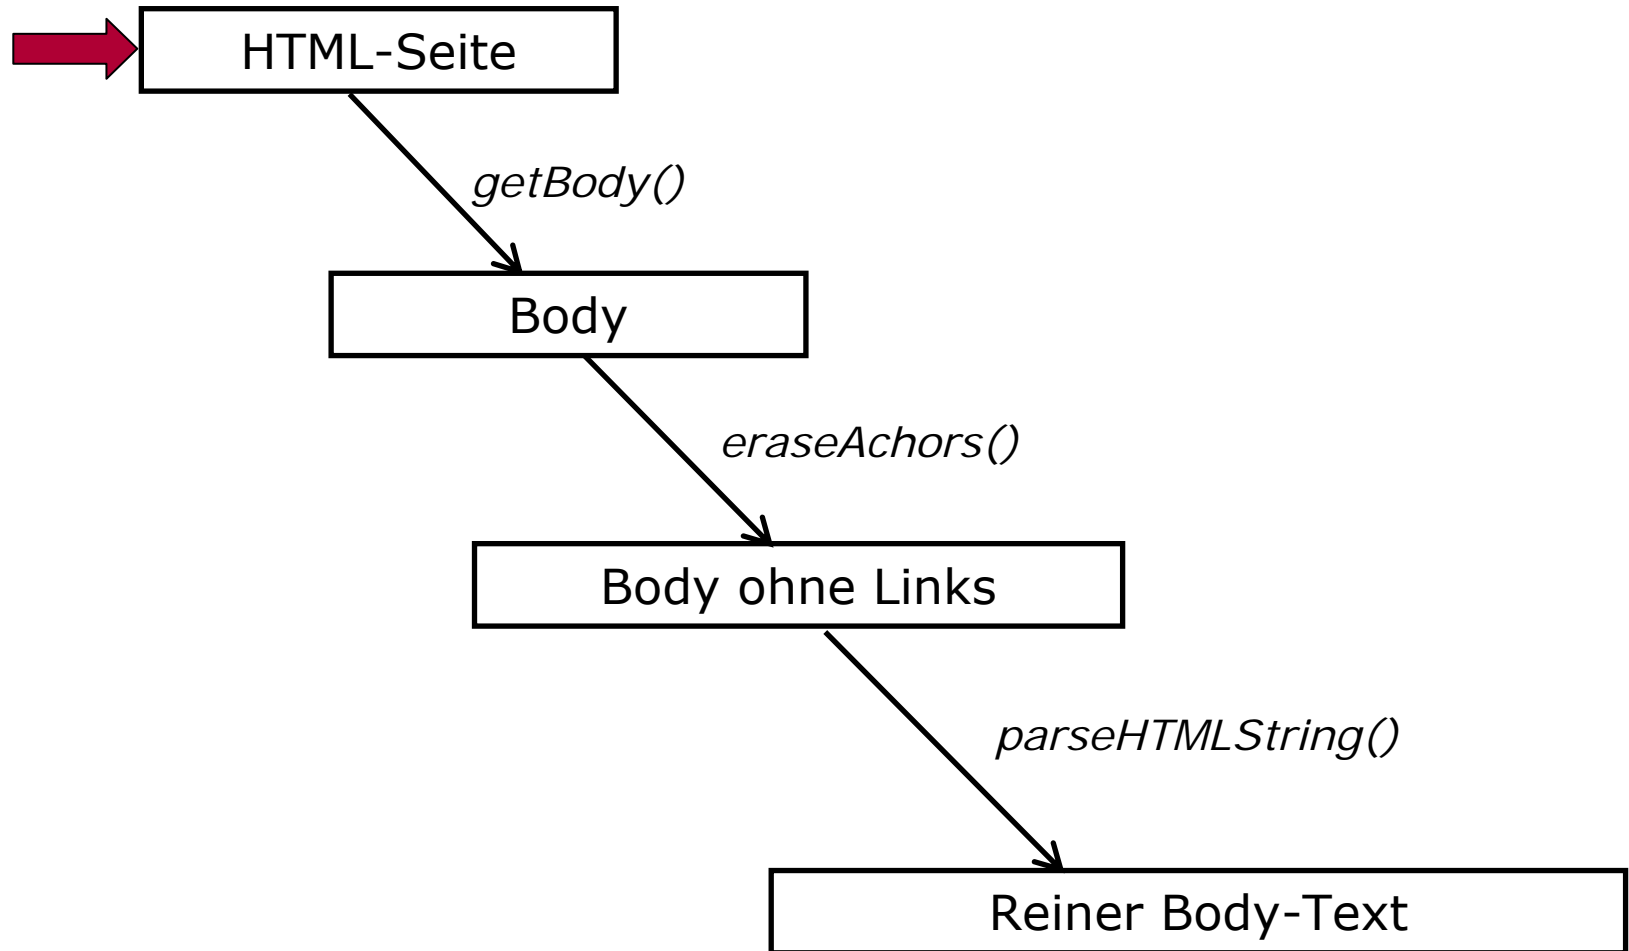 HTML-Seite
getBody()
Body
eraseAchors()
Body ohne Links
parseHTMLString()
Reiner Body-Text